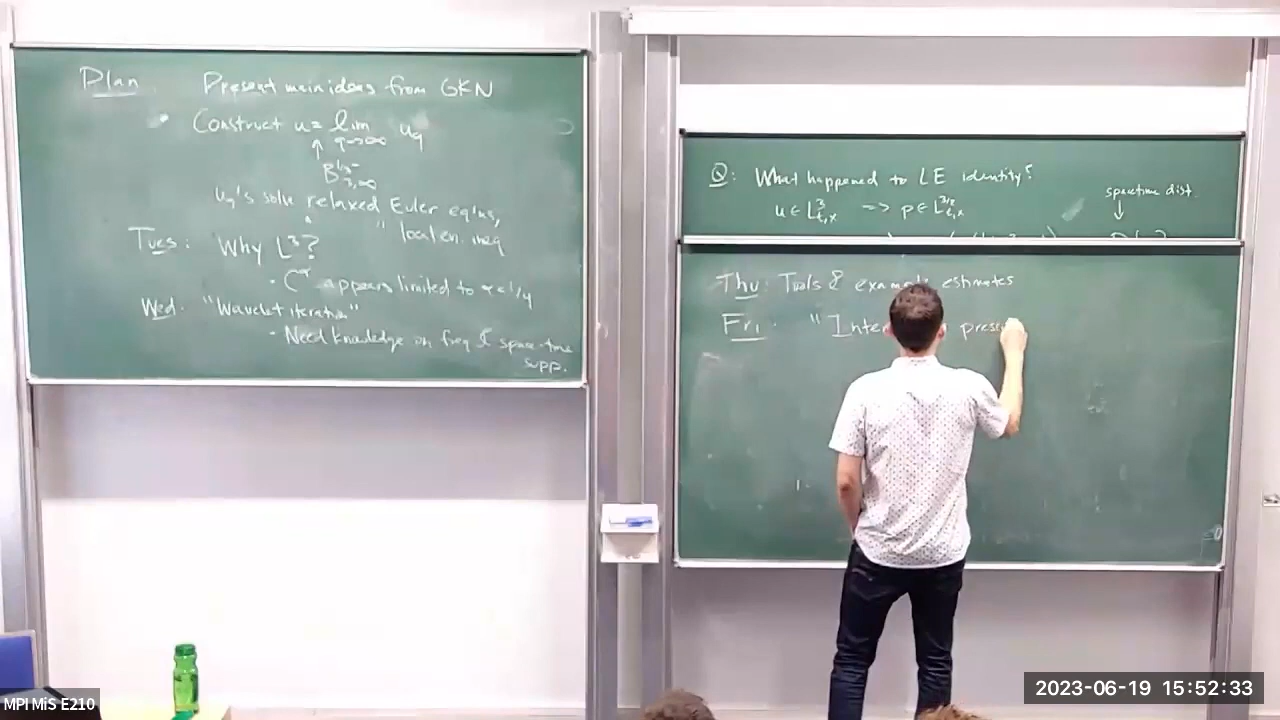 Plan Present main ideas from GKN
• Construct u = lim u_q
q→∞
↑
B^{1/3-}_{3,∞}
u_q's solve relaxed Euler eq'ns,
" local en. ineq
Tues: Why L³?
• C^α appears limited to α<1/4
Wed: "Wavelet iteration"
• Need knowledge on freq & space-time
supp.
Q: What happened to LE identity?
u ∈ L³_{t,x} => p ∈ L^{3/2}_{t,x}
spacetime dist.
↓
Thu: Tools & example estimates
Fri:
MPI MiS E210
2023-06-19 15:52:33